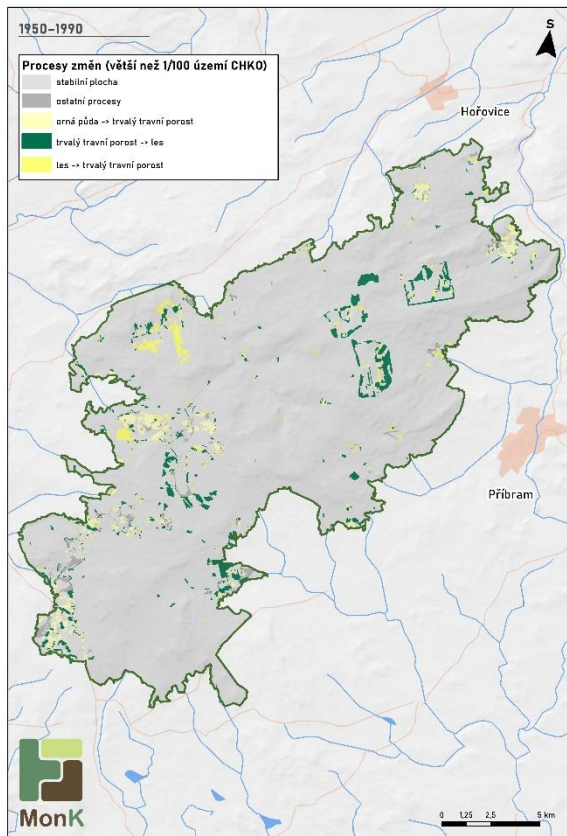 1950–1990
S
Procesy změn (větší než 1/100 území CHKO)
stabilní plocha
ostatní procesy
orná půda -> trvalý travní porost
trvalý travní porost -> les
les -> trvalý travní porost
Hořovice
Příbram
MonK
0 1,25 2,5 5 km